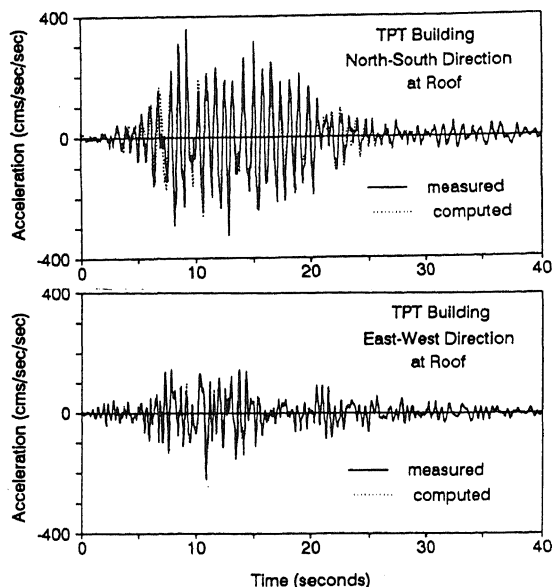 400
TPT Building
North-South Direction
at Roof
0
measured
computed
-400
0 10 20 30 40
Acceleration (cms/sec/sec)
400
TPT Building
East-West Direction
at Roof
0
measured
computed
-400
0 10 20 30 40
Acceleration (cms/sec/sec)
Time (seconds)